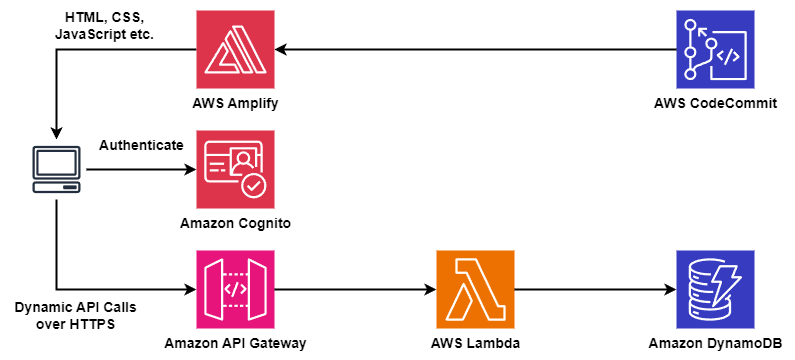 HTML, CSS,
JavaScript etc.
AWS Amplify
AWS CodeCommit
Authenticate
Amazon Cognito
Dynamic API Calls
over HTTPS
Amazon API Gateway
AWS Lambda
Amazon DynamoDB